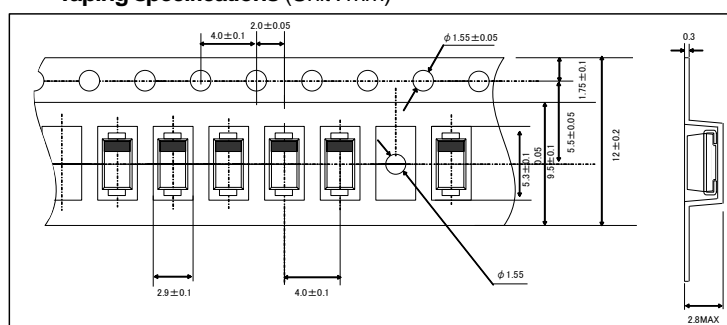 Taping specifications (Unit : mm)
2.0±0.05
4.0±0.1
φ1.55±0.05
0.3
1.75±0.1
5.5±0.05
12±0.2
5.3±0.1
0.05
9.5±0.1
φ1.55
2.9±0.1
4.0±0.1
2.8MAX